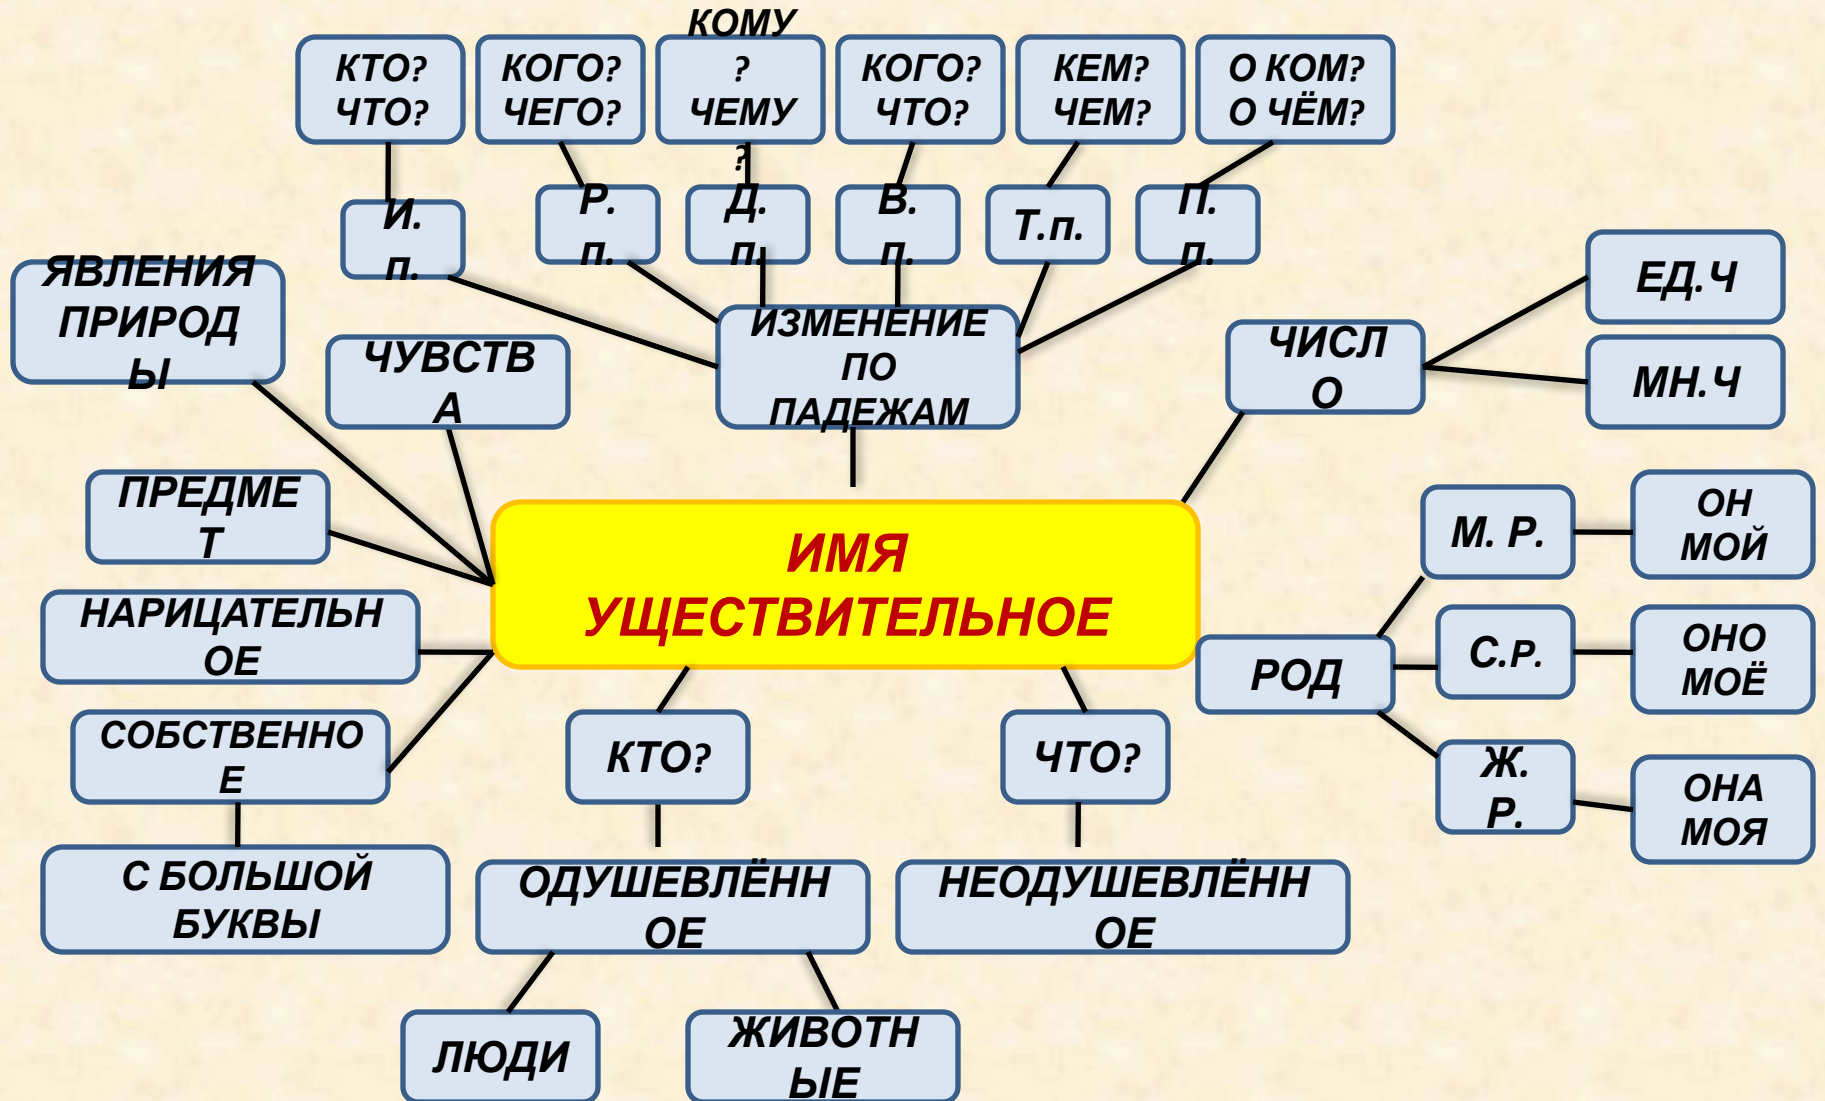 КТО?
ЧТО?
КОГО?
ЧЕГО?
КОМУ
?
ЧЕМУ
?
КОГО?
ЧТО?
КЕМ?
ЧЕМ?
О КОМ?
О ЧЁМ?
И.
п.
Р.
п.
Д.
п.
В.
п.
Т.п.
П.
п.
ЯВЛЕНИЯ
ПРИРОД
Ы
ЧУВСТВ
А
ИЗМЕНЕНИЕ
ПО
ПАДЕЖАМ
ЧИСЛ
О
ЕД.Ч
МН.Ч
ПРЕДМЕ
Т
НАРИЦАТЕЛЬН
ОЕ
СОБСТВЕННО
Е
С БОЛЬШОЙ
БУКВЫ
ИМЯ
УЩЕСТВИТЕЛЬНОЕ
РОД
М. Р.
ОН
МОЙ
С.Р.
ОНО
МОЁ
Ж.
Р.
ОНА
МОЯ
КТО?
ЧТО?
ОДУШЕВЛЁНН
ОЕ
НЕОДУШЕВЛЁНН
ОЕ
ЛЮДИ
ЖИВОТН
ЫЕ